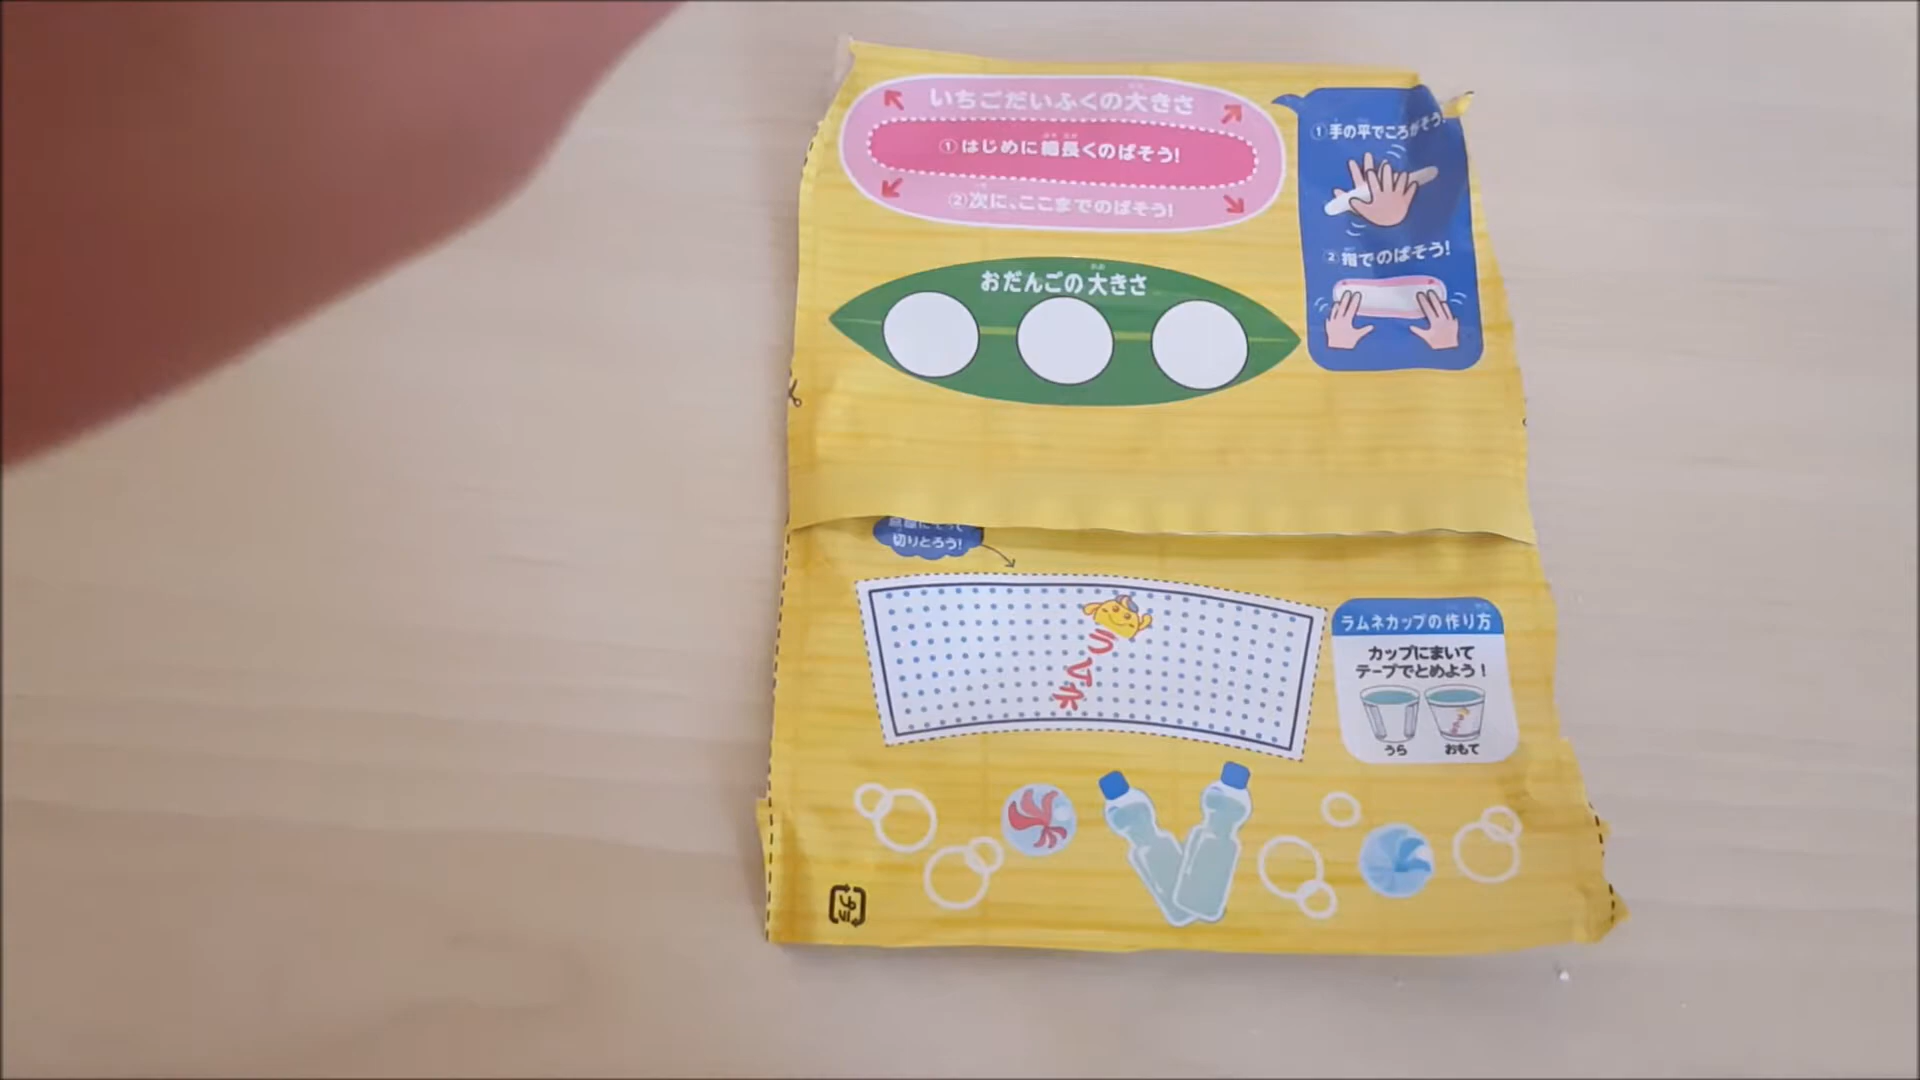 いちごだいふくの大きさ
①はじめに細長くのばそう!
②次に、ここまでのばそう!
①手の平でころがそう!
②指でのばそう!
おだんごの大きさ
切りとろう!
ラムネ
ラムネカップの作り方
カップにまいて
テープでとめよう!
うら
おもて
プラ